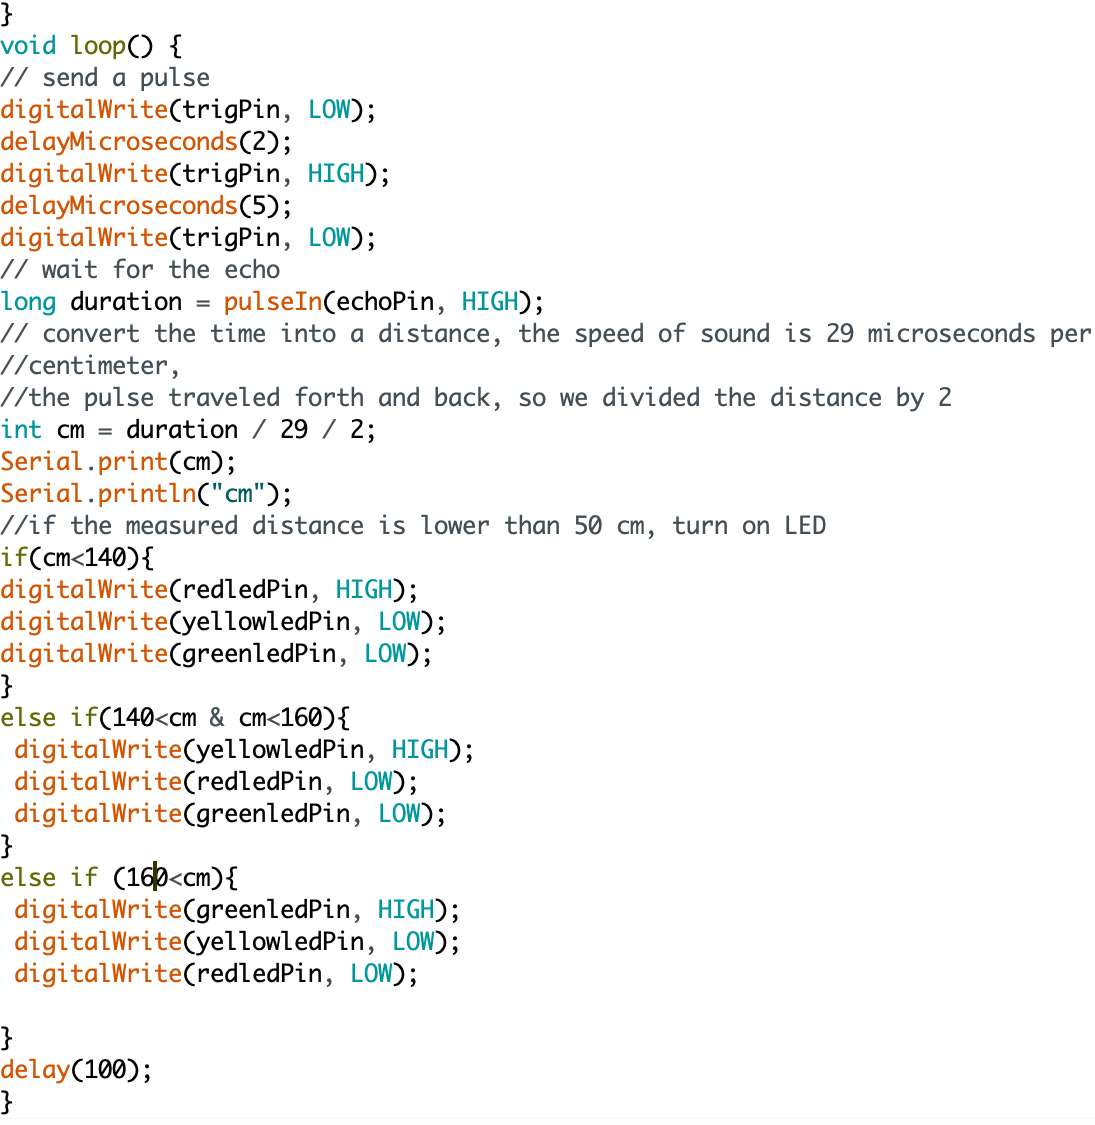 }
void loop() {
// send a pulse
digitalWrite(trigPin, LOW);
delayMicroseconds(2);
digitalWrite(trigPin, HIGH);
delayMicroseconds(5);
digitalWrite(trigPin, LOW);
// wait for the echo
long duration = pulseIn(echoPin, HIGH);
// convert the time into a distance, the speed of sound is 29 microseconds per
//centimeter,
//the pulse traveled forth and back, so we divided the distance by 2
int cm = duration / 29 / 2;
Serial.print(cm);
Serial.println("cm");
//if the measured distance is lower than 50 cm, turn on LED
if(cm<140){
digitalWrite(redledPin, HIGH);
digitalWrite(yellowledPin, LOW);
digitalWrite(greenledPin, LOW);
}
else if(140<cm & cm<160){
 digitalWrite(yellowledPin, HIGH);
 digitalWrite(redledPin, LOW);
 digitalWrite(greenledPin, LOW);
}
else if (160<cm){
 digitalWrite(greenledPin, HIGH);
 digitalWrite(yellowledPin, LOW);
 digitalWrite(redledPin, LOW);

}
delay(100);
}